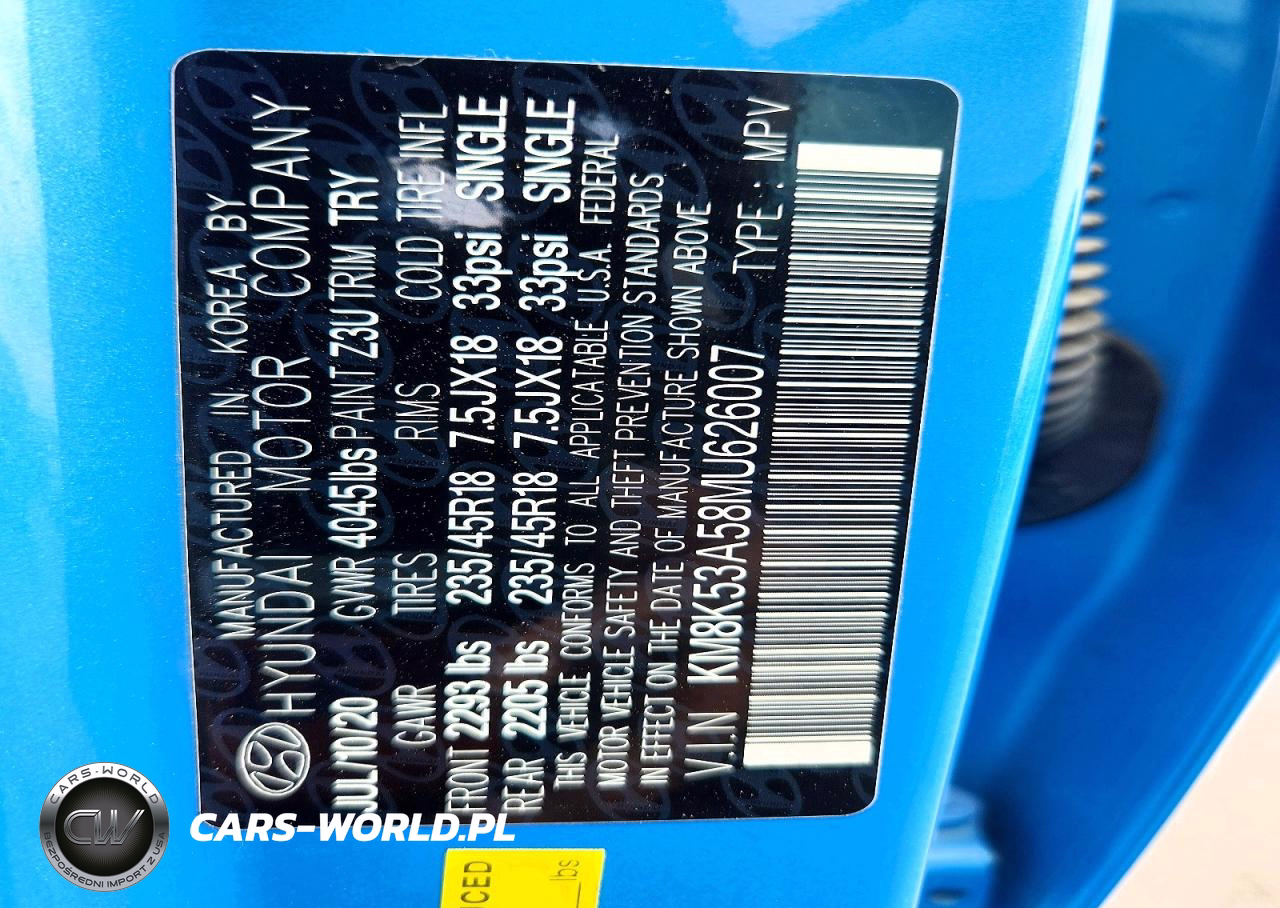 MANUFACTURED IN KOREA BY
HYUNDAI MOTOR COMPANY
JUL/10/20 GVWR 4045lbs PAINT Z3U TRIM TRY
GAWR TIRES RIMS COLD TIRE INFL
FRONT 2293 lbs 235/45R18 7.5JX18 33psi SINGLE
REAR 2205 lbs 235/45R18 7.5JX18 33psi SINGLE
THIS VEHICLE CONFORMS TO ALL APPLICATABLE U.S.A. FEDERAL
MOTOR VEHICLE SAFETY AND THEFT PREVENTION STANDARDS
IN EFFECT ON THE DATE OF MANUFACTURE SHOWN ABOVE
V.I.N KM8K53A58MU626007 TYPE : MPV
CARS-WORLD
CW
BEZPOŚREDNI IMPORT Z USA
CARS-WORLD.PL
UCED
lbs